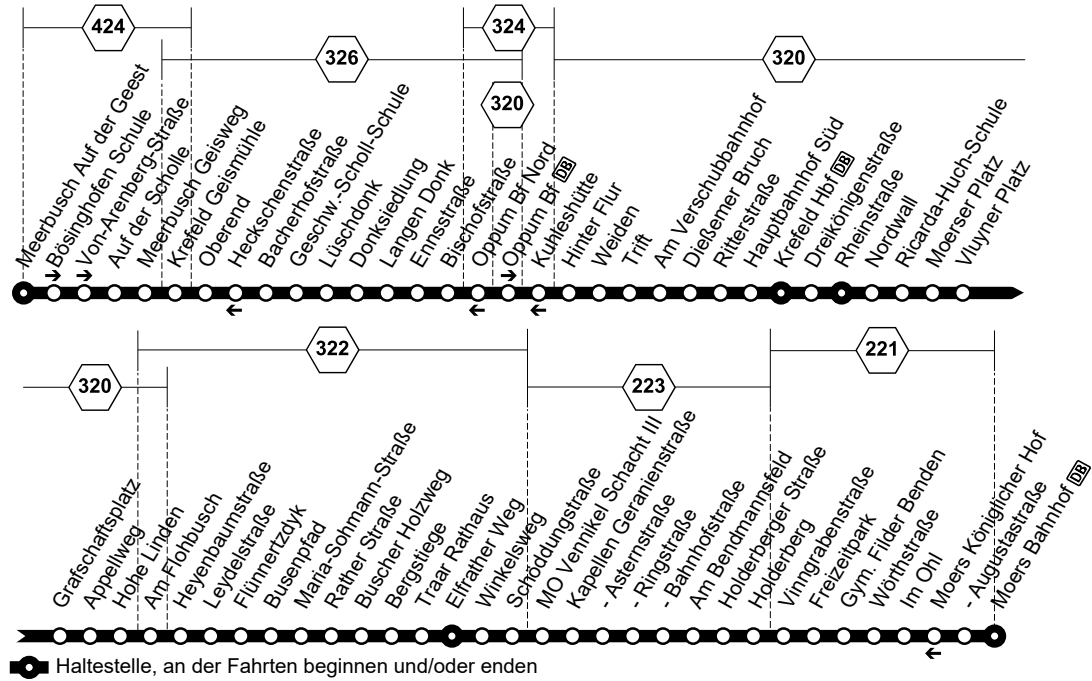 424
324
326
320
320
Meerbusch Auf der Geest
Bösinghofen Schule
Von-Arenberg-Straße
Auf der Scholle
Meerbusch Geisweg
Krefeld Geismühle
Oberend
Heckschenstraße
Bacherhofstraße
Geschw.-Scholl-Schule
Lüschdonk
Donksiedlung
Langen Donk
Ennsstraße
Bischofstraße
Oppum Bf Nord
Oppum Bf DB
Kuhleshütte
Hinter Flur
Weiden
Trift
Am Verschubbahnhof
Dießemer Bruch
Ritterstraße
Hauptbahnhof Süd
Krefeld Hbf DB
Dreikönigenstraße
Rheinstraße
Nordwall
Ricarda-Huch-Schule
Moerser Platz
Vluyner Platz
322
221
320
223
Grafschaftsplatz
Appellweg
Hohe Linden
Am Flohbusch
Heyenbaumstraße
Leydelstraße
Flünnertzdyk
Busenpfad
Maria-Sohmann-Straße
Rather Straße
Buscher Holzweg
Bergstiege
Traar Rathaus
Elfrather Weg
Winkelsweg
Schöddungstraße
MO Vennikel Schacht III
Kapellen Geranienstraße
- Asternstraße
- Ringstraße
- Bahnhofstraße
Am Bendmannsfeld
Holderberger Straße
Holderberg
Vinngrabenstraße
Freizeitpark
Gym. Filder Benden
Wörthstraße
Im Ohl
Moers Königlicher Hof
- Augustastraße
Moers Bahnhof DB
Haltestelle, an der Fahrten beginnen und/oder enden